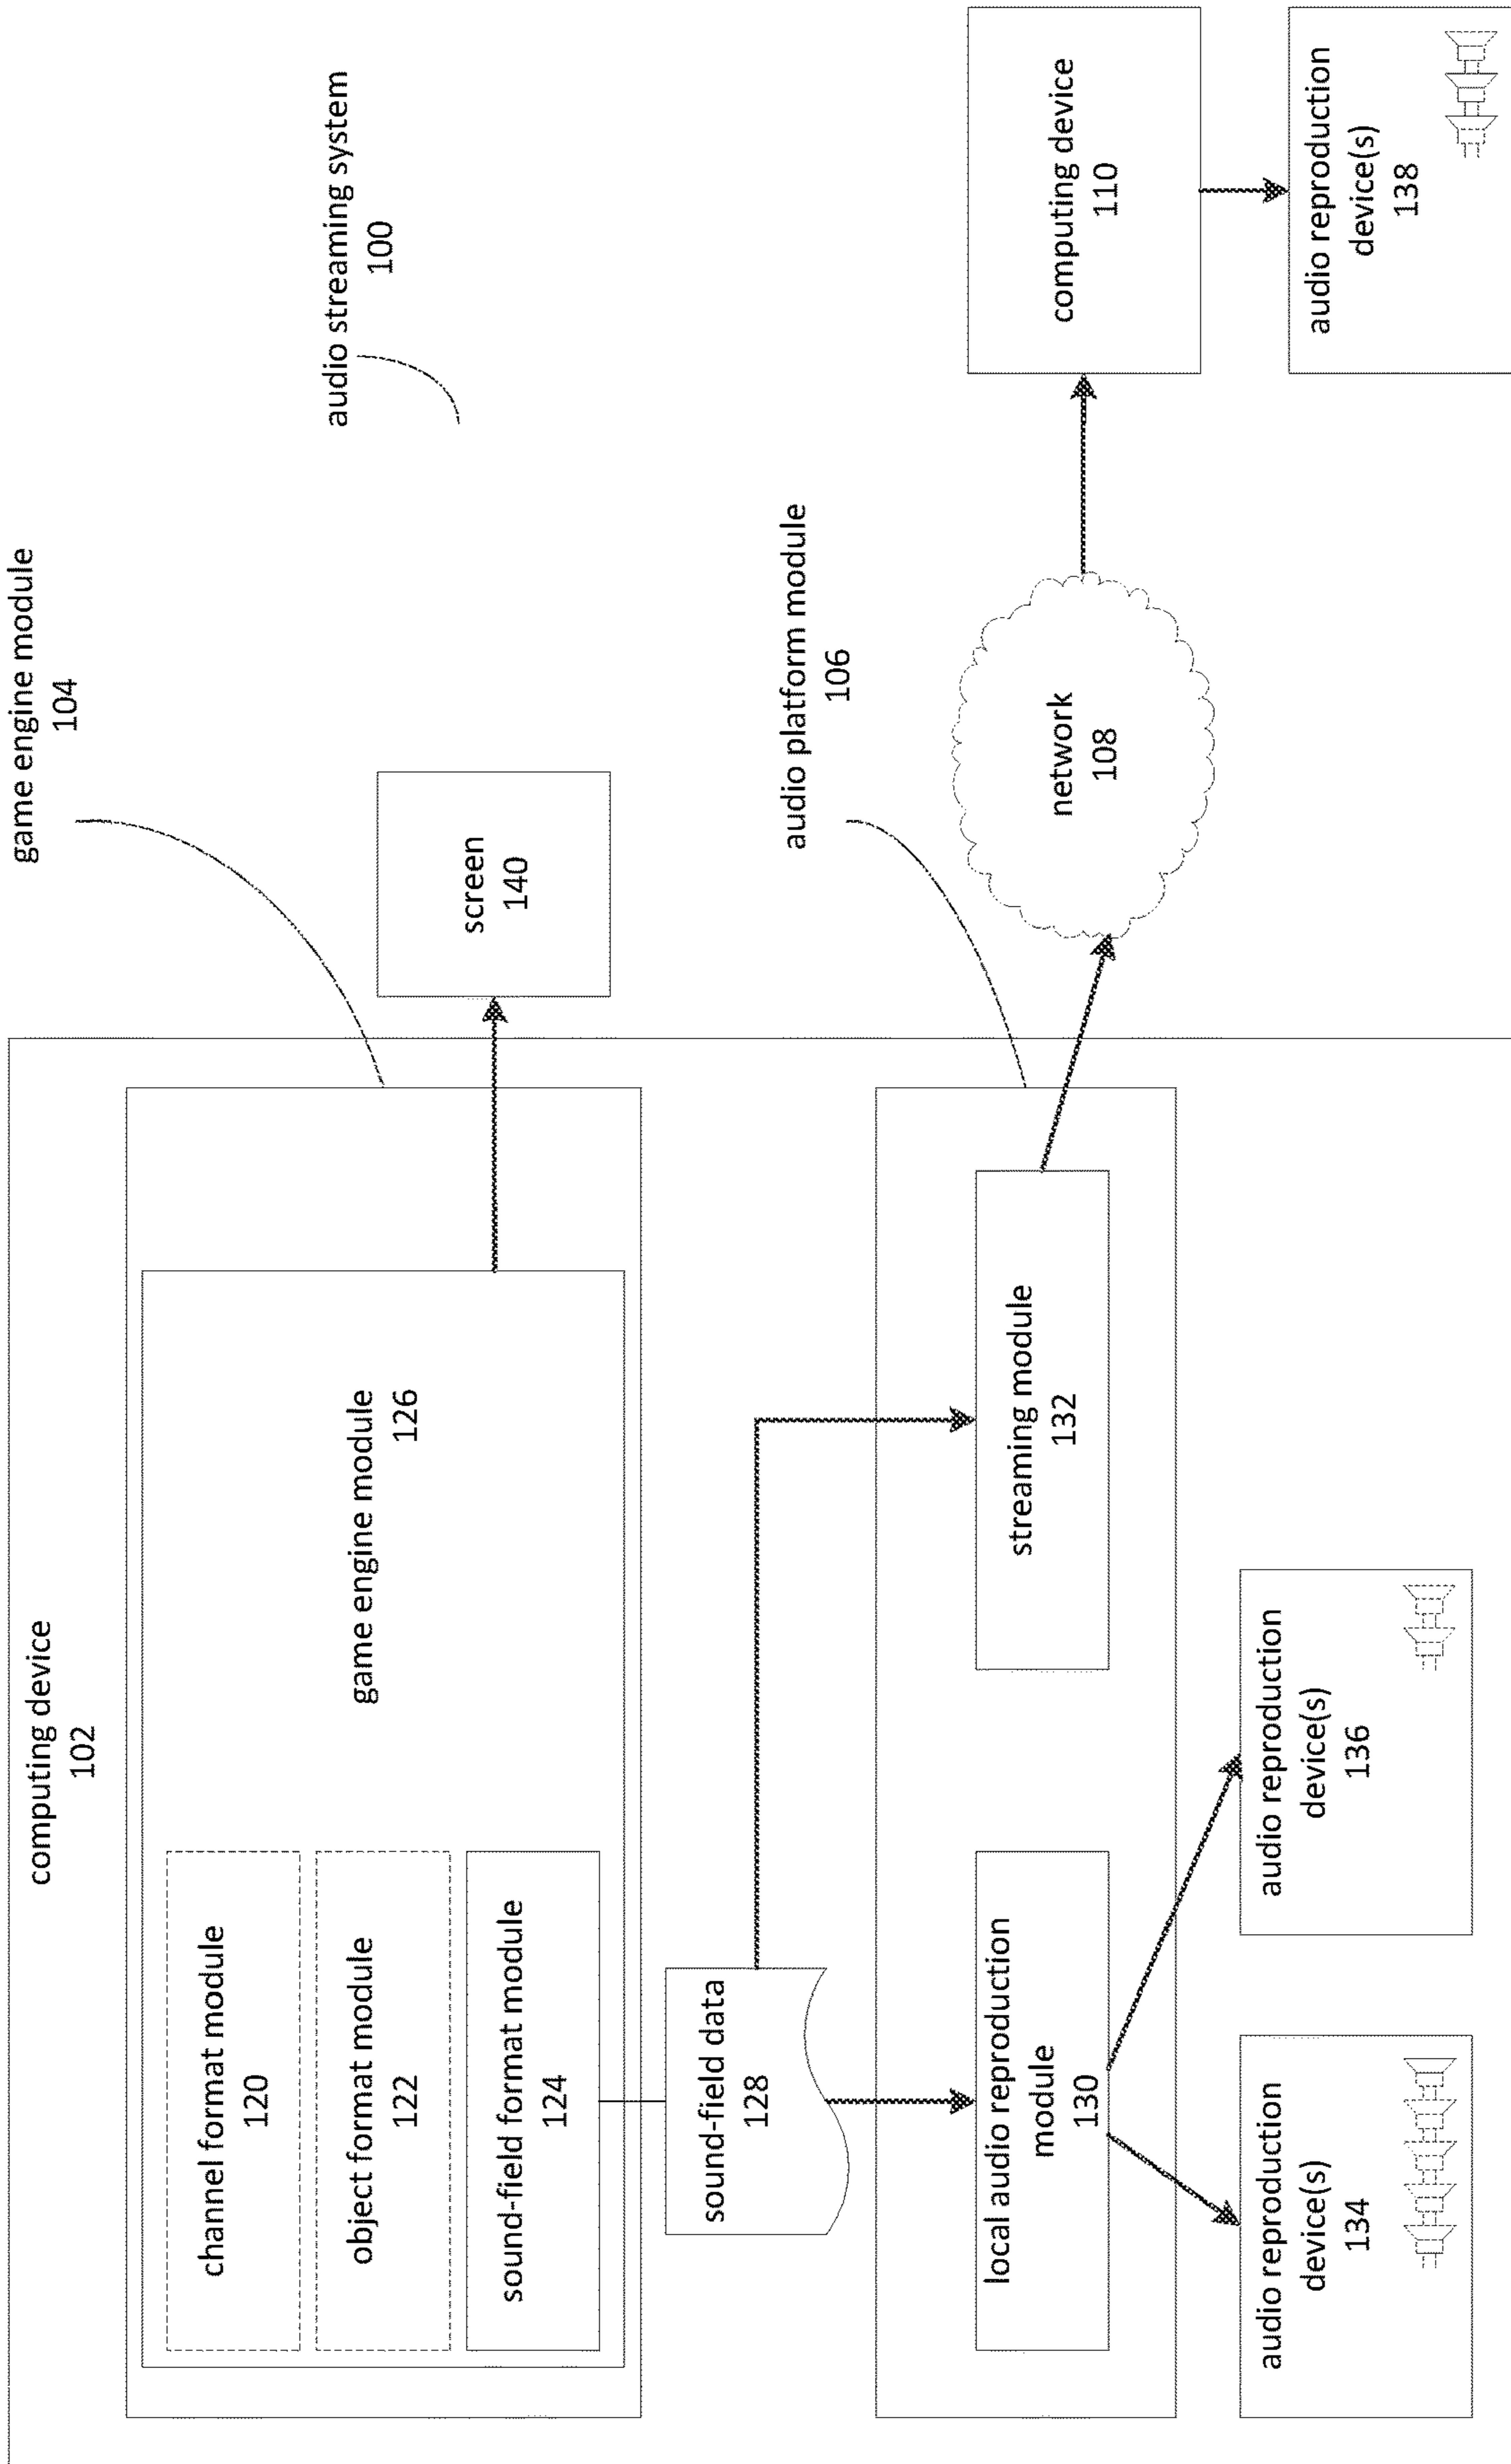 computing device
102
game engine module
104
audio streaming system
100
channel format module
120
object format module
122
sound-field format module
124
game engine module
126
screen
140
sound-field data
128
audio platform module
106
local audio reproduction
module
130
streaming module
132
network
108
computing device
110
audio reproduction
device(s)
134
audio reproduction
device(s)
136
audio reproduction
device(s)
138